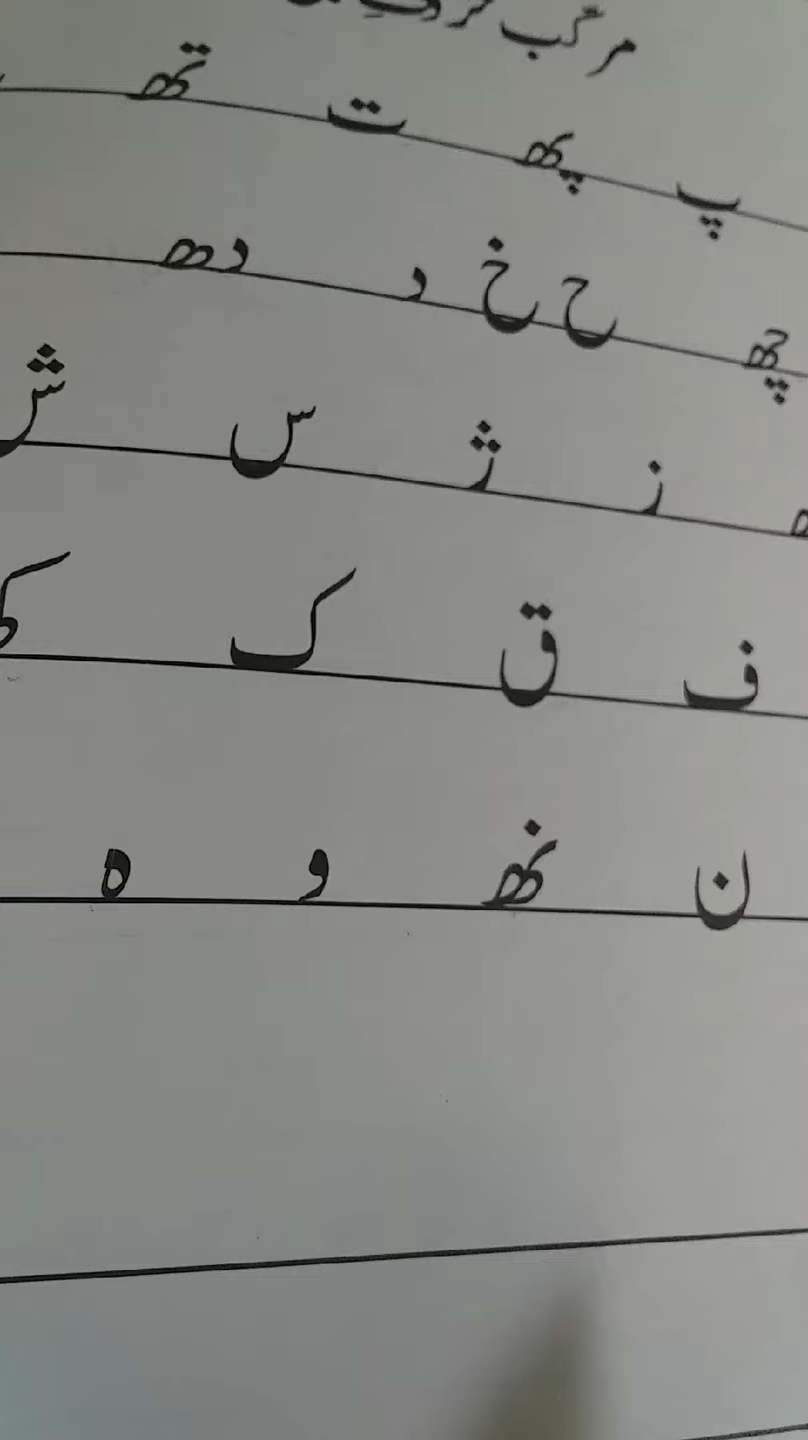 مرکب
پ پھ ت تھ
چھ ح خ د دھ
ز ژ س ش
ف ق ک
ن نھ و ہ